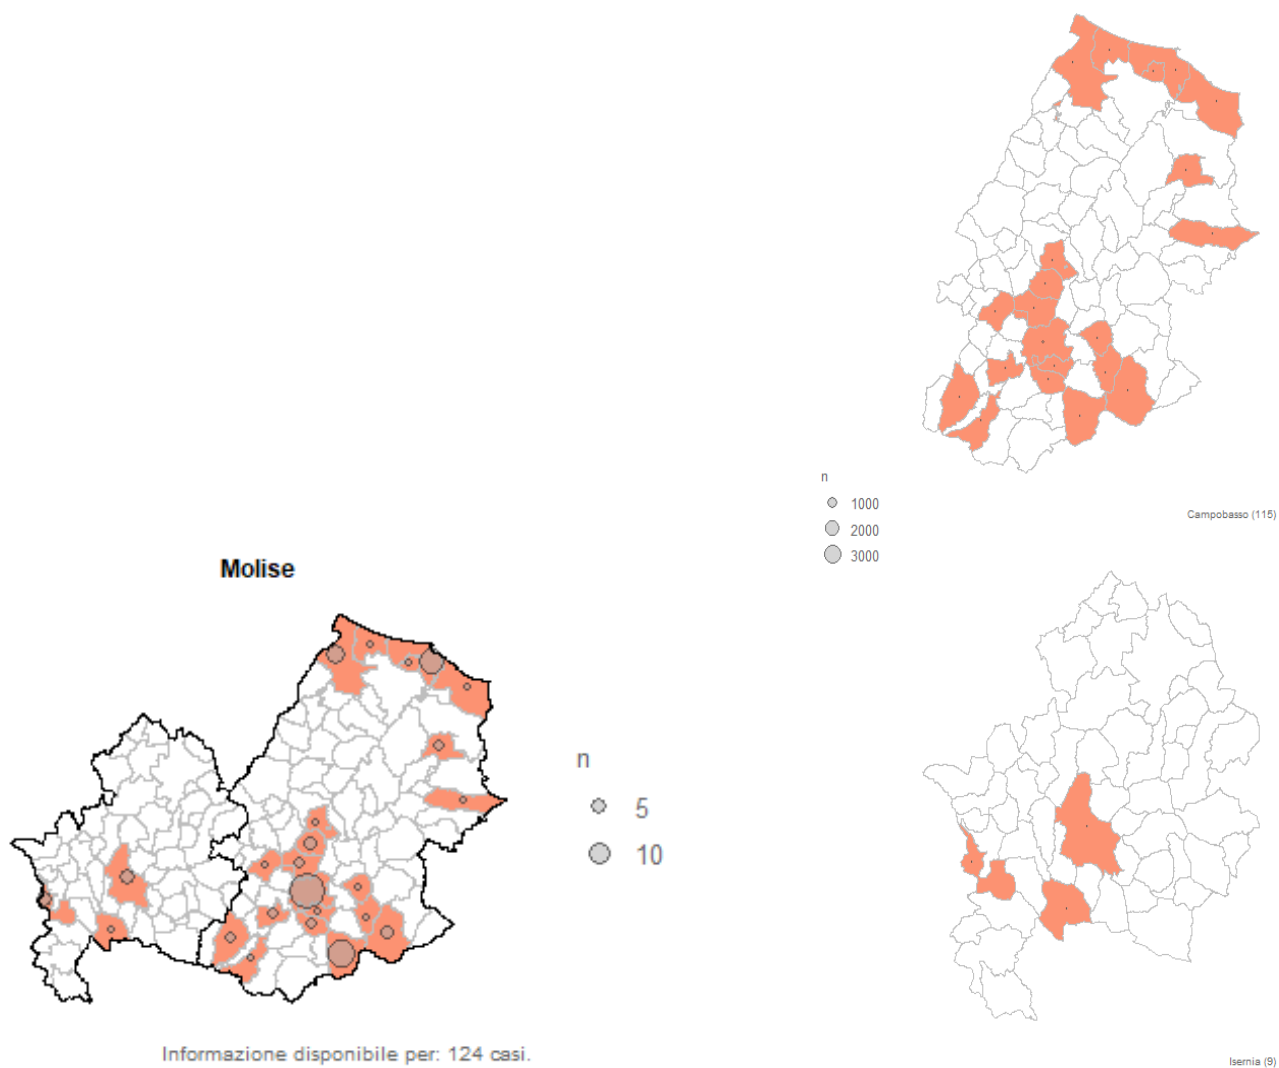 n
1000
2000
3000
Campobasso (115)
Molise
n
5
10
Informazione disponibile per: 124 casi.
Isernia (9)